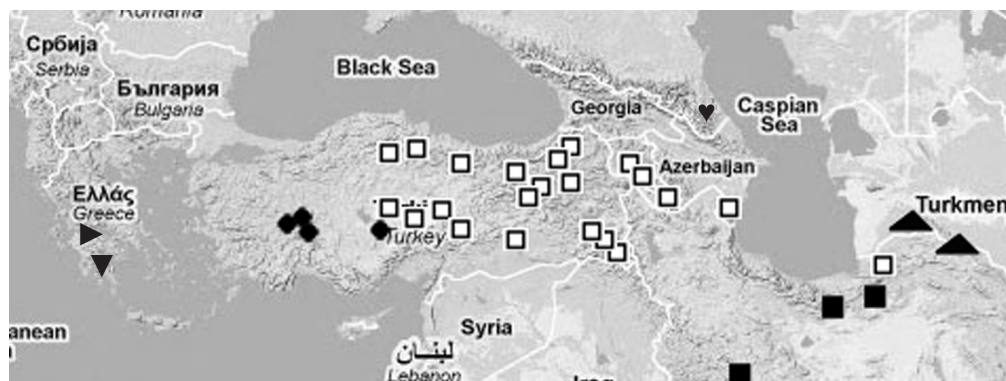 Romania
Србија
Serbia
България
Bulgaria
Black Sea
Georgia
Caspian
Sea
Azerbaijan
Ελλάς
Greece
Turkey
Turkmen
anean
Syria
لبنان
Lebanon
Iraq